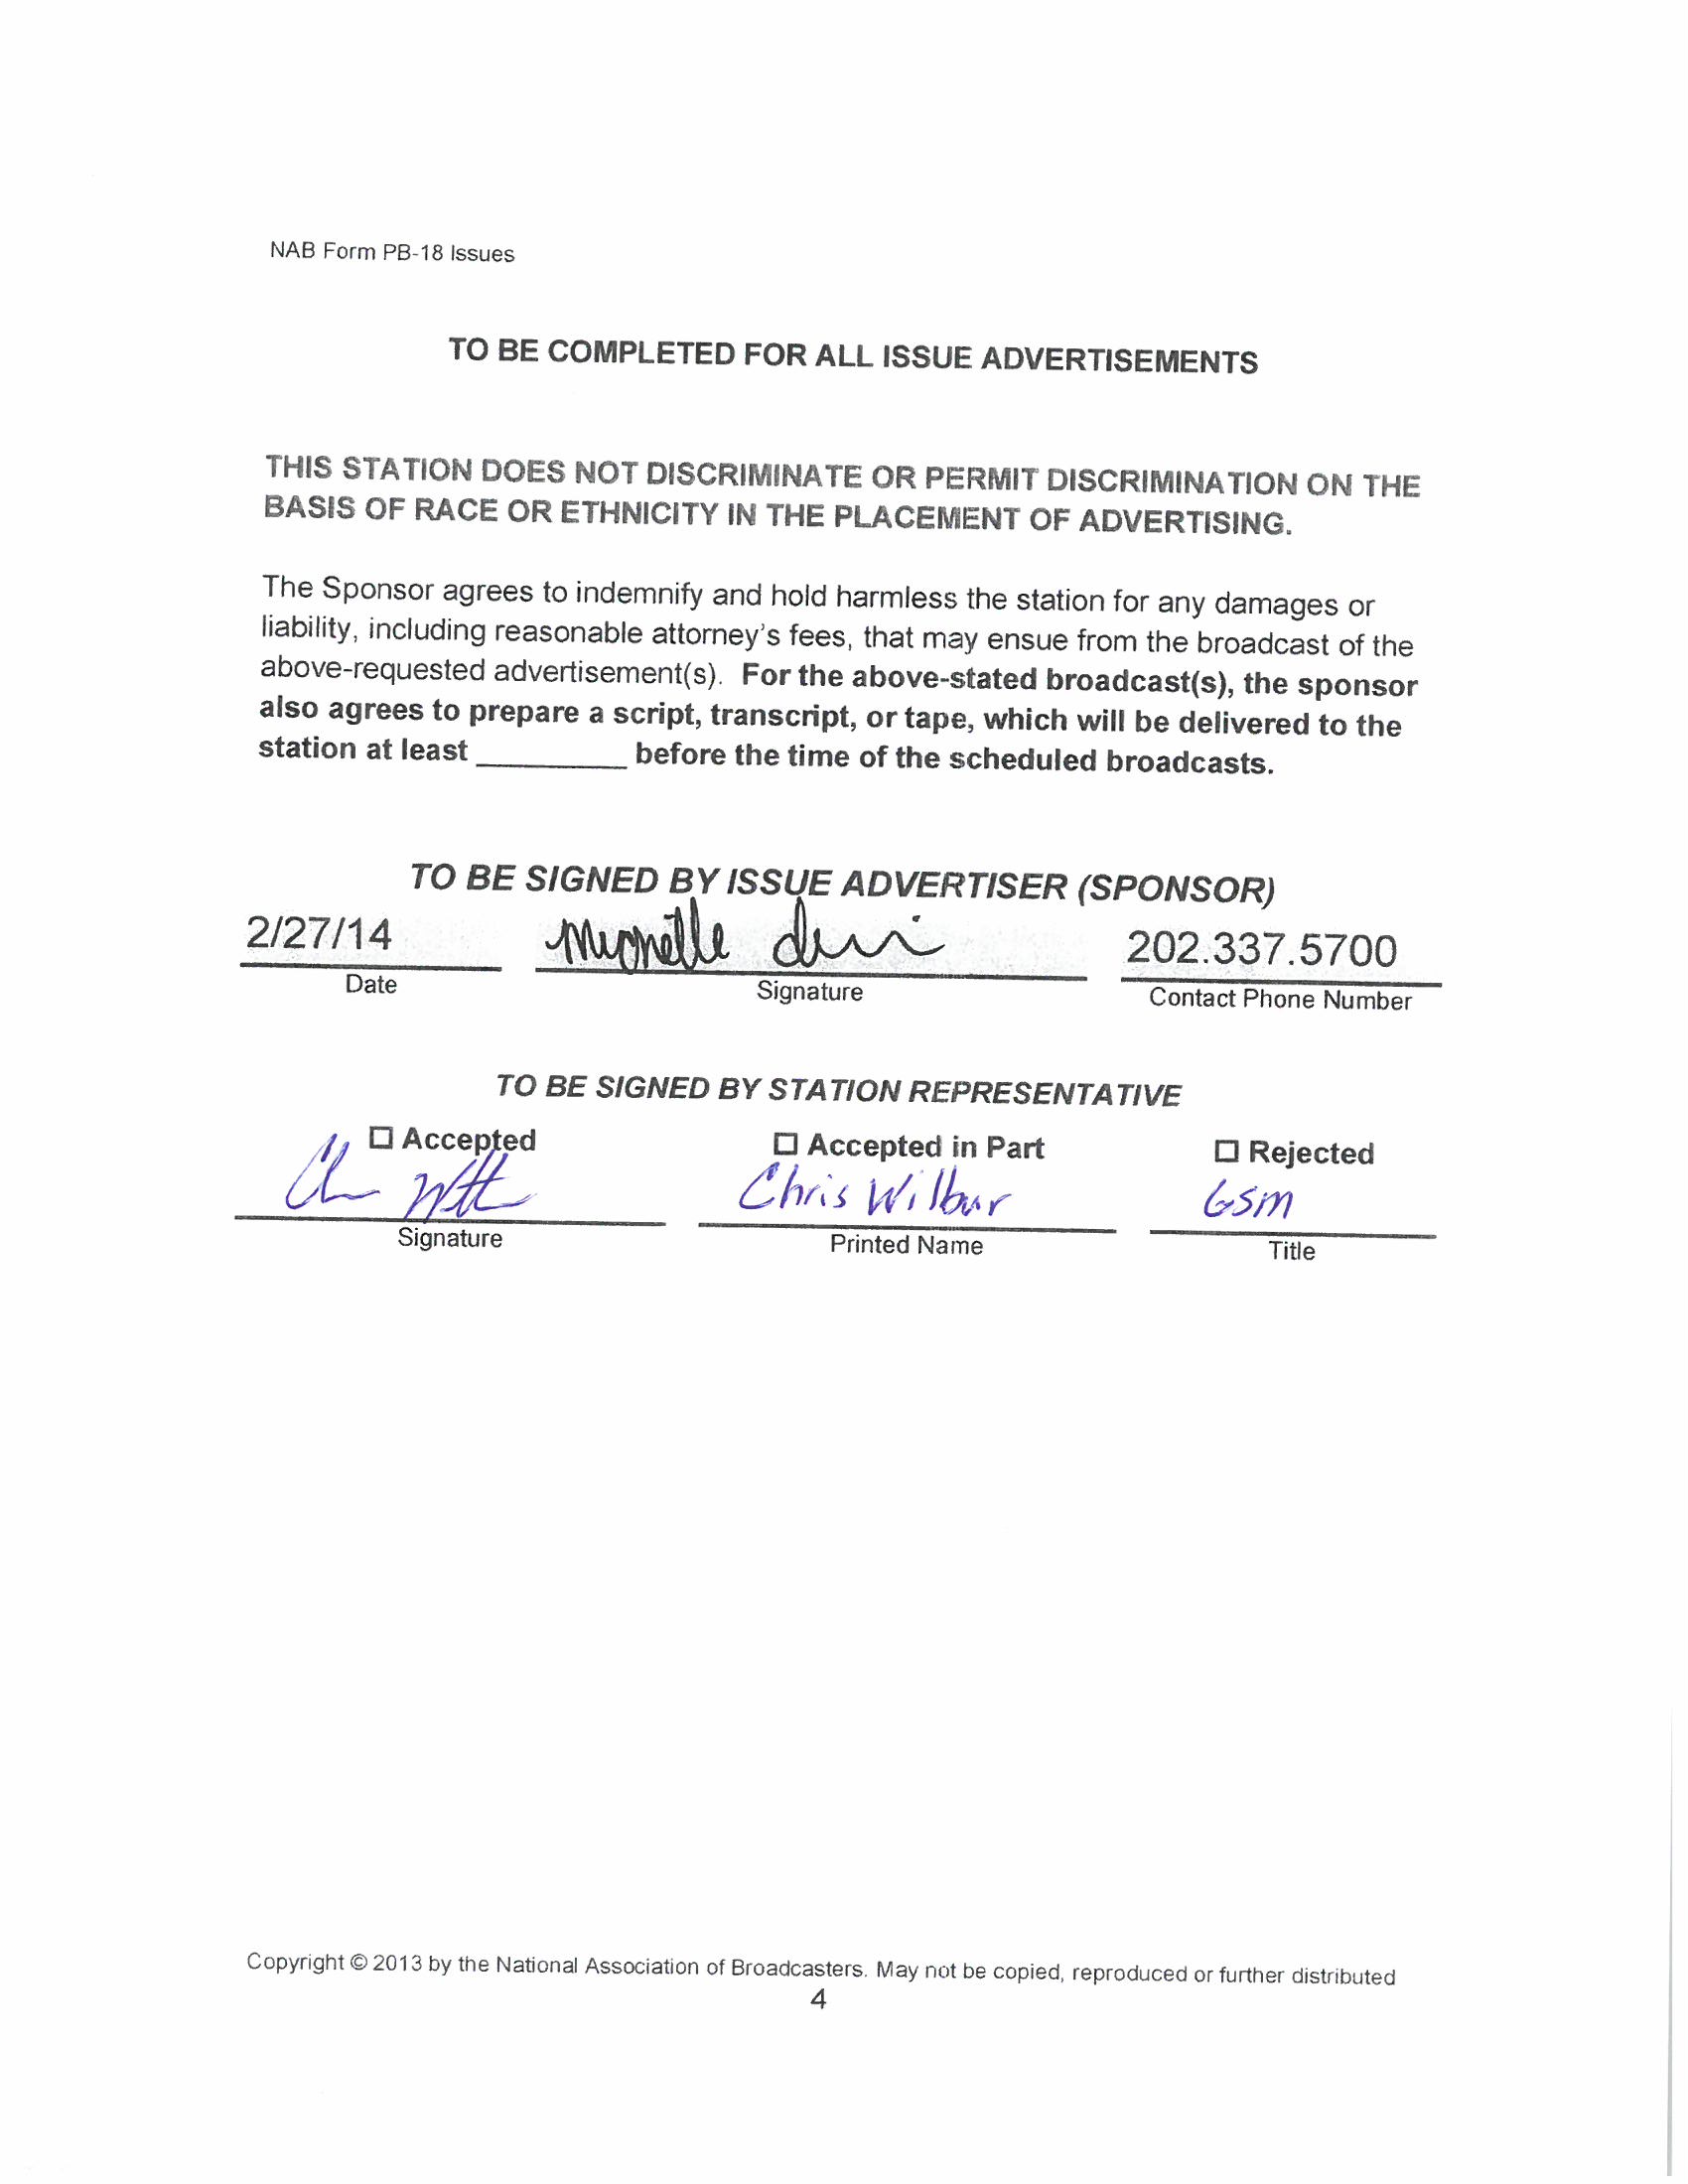 NAB Form PB-18 Issues
TO BE COMPLETED FOR ALL ISSUE ADVERTISEMENTS
THIS STATION DOES NOT DISCRIMINATE OR PERMIT DISCRIMINATION ON THE
BASIS OF RACE OR ETHNICITY IN THE PLACEMENT OF ADVERTISING.
The Sponsor agrees to indemnify and hold harmless the station for any damages or
liability, including reasonable attorney's fees, that may ensue from the broadcast of the
above-requested advertisement(s). For the above-stated broadcast(s), the sponsor
also agrees to prepare a script, transcript, or tape, which will be delivered to the
station at least _________ before the time of the scheduled broadcasts.
TO BE SIGNED BY ISSUE ADVERTISER (SPONSOR)
2/27/14 Michelle 202.337.5700
Date Signature Contact Phone Number
TO BE SIGNED BY STATION REPRESENTATIVE
☐ Accepted ☐ Accepted in Part ☐ Rejected
Chris Wilbur GSM
Signature Printed Name Title
Copyright © 2013 by the National Association of Broadcasters. May not be copied, reproduced or further distributed
4